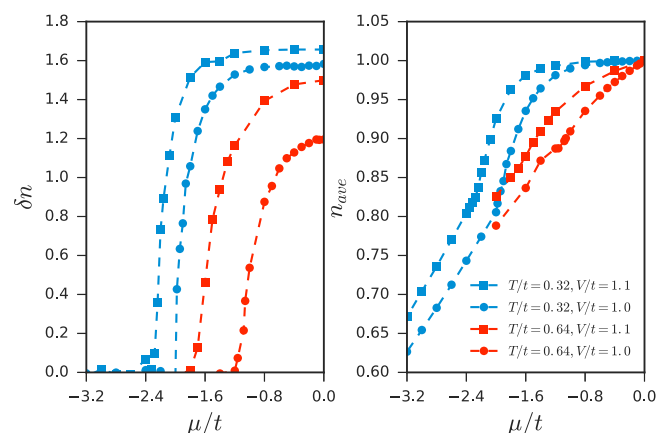 1.8
1.6
1.4
1.2
1.0
0.8
0.6
0.4
0.2
0.0
δn
−3.2 −2.4 −1.6 −0.8 0.0
μ/t
1.05
1.00
0.95
0.90
0.85
0.80
0.75
0.70
0.65
0.60
n_ave
T/t=0.32, V/t=1.1
T/t=0.32, V/t=1.0
T/t=0.64, V/t=1.1
T/t=0.64, V/t=1.0
−3.2 −2.4 −1.6 −0.8 0.0
μ/t